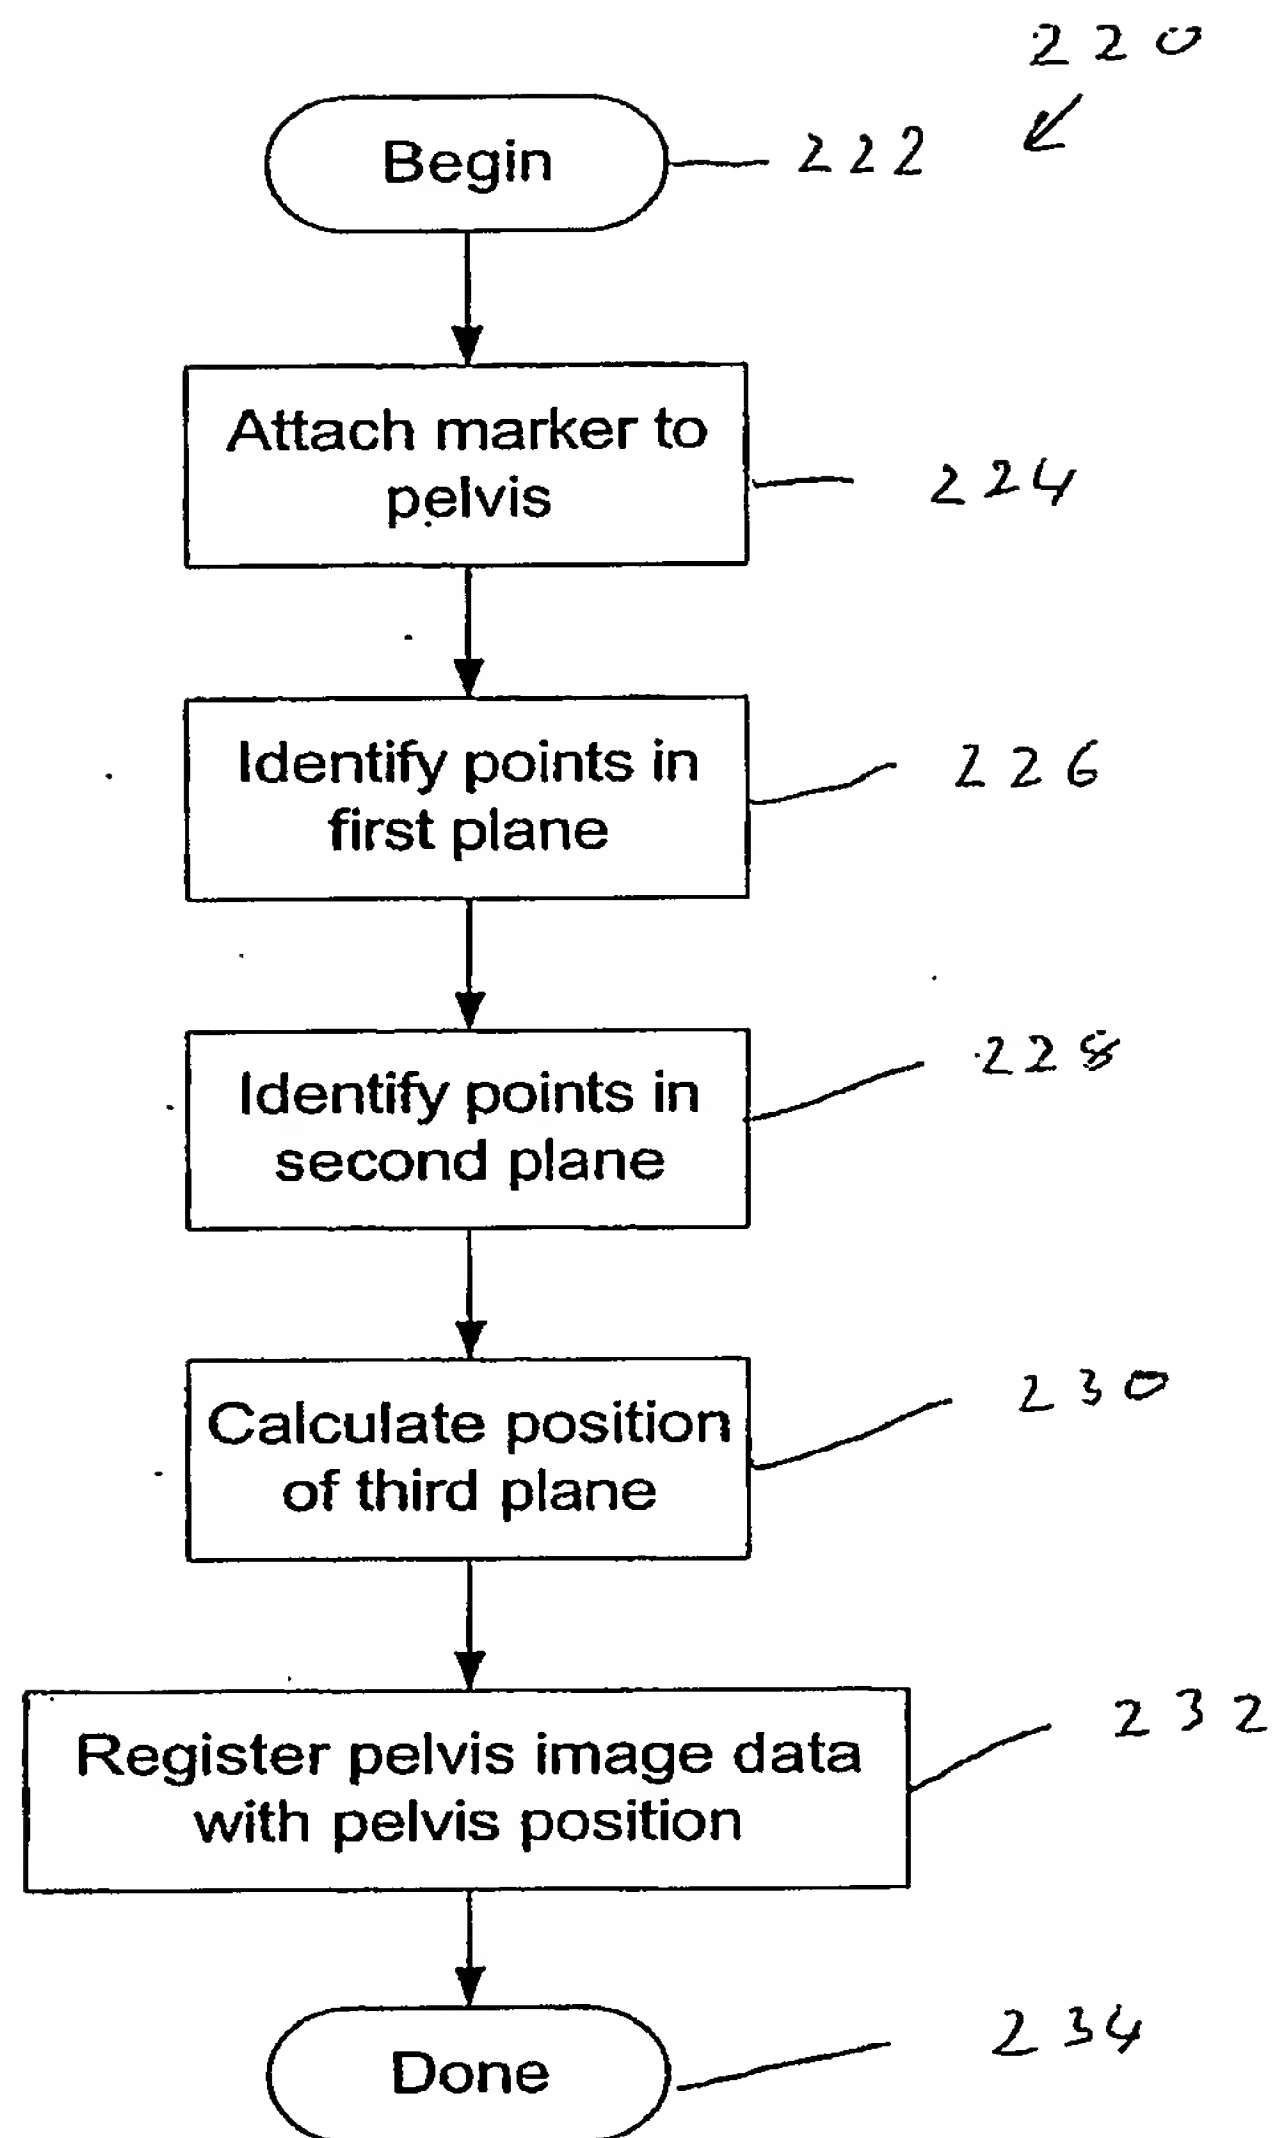 220
Begin
222
Attach marker to
pelvis
224
Identify points in
first plane
226
Identify points in
second plane
228
Calculate position
of third plane
230
Register pelvis image data
with pelvis position
232
Done
234